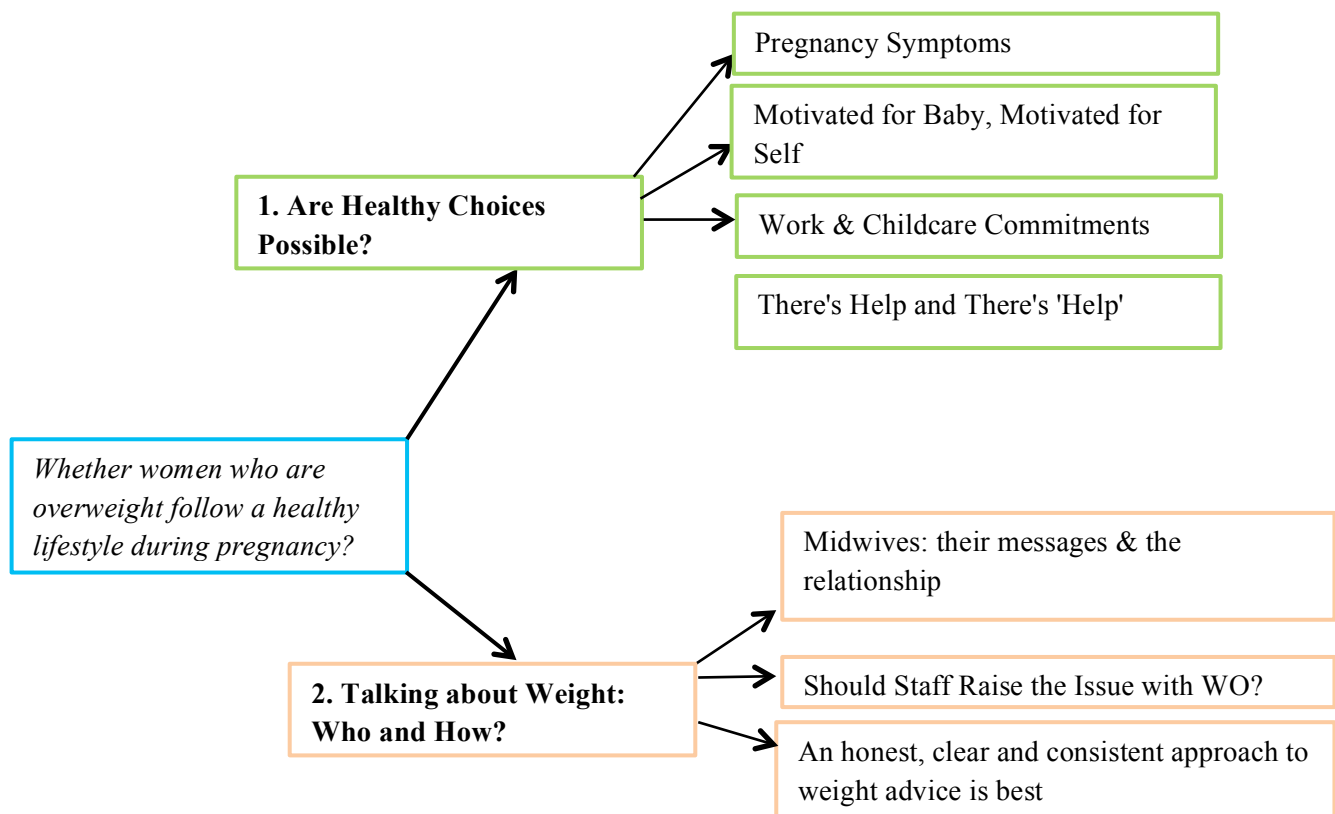 Pregnancy Symptoms
Motivated for Baby, Motivated for
Self
1. Are Healthy Choices
Possible?
Work & Childcare Commitments
There's Help and There's 'Help'
Whether women who are
overweight follow a healthy
lifestyle during pregnancy?
Midwives: their messages & the
relationship
2. Talking about Weight:
Who and How?
Should Staff Raise the Issue with WO?
An honest, clear and consistent approach to
weight advice is best